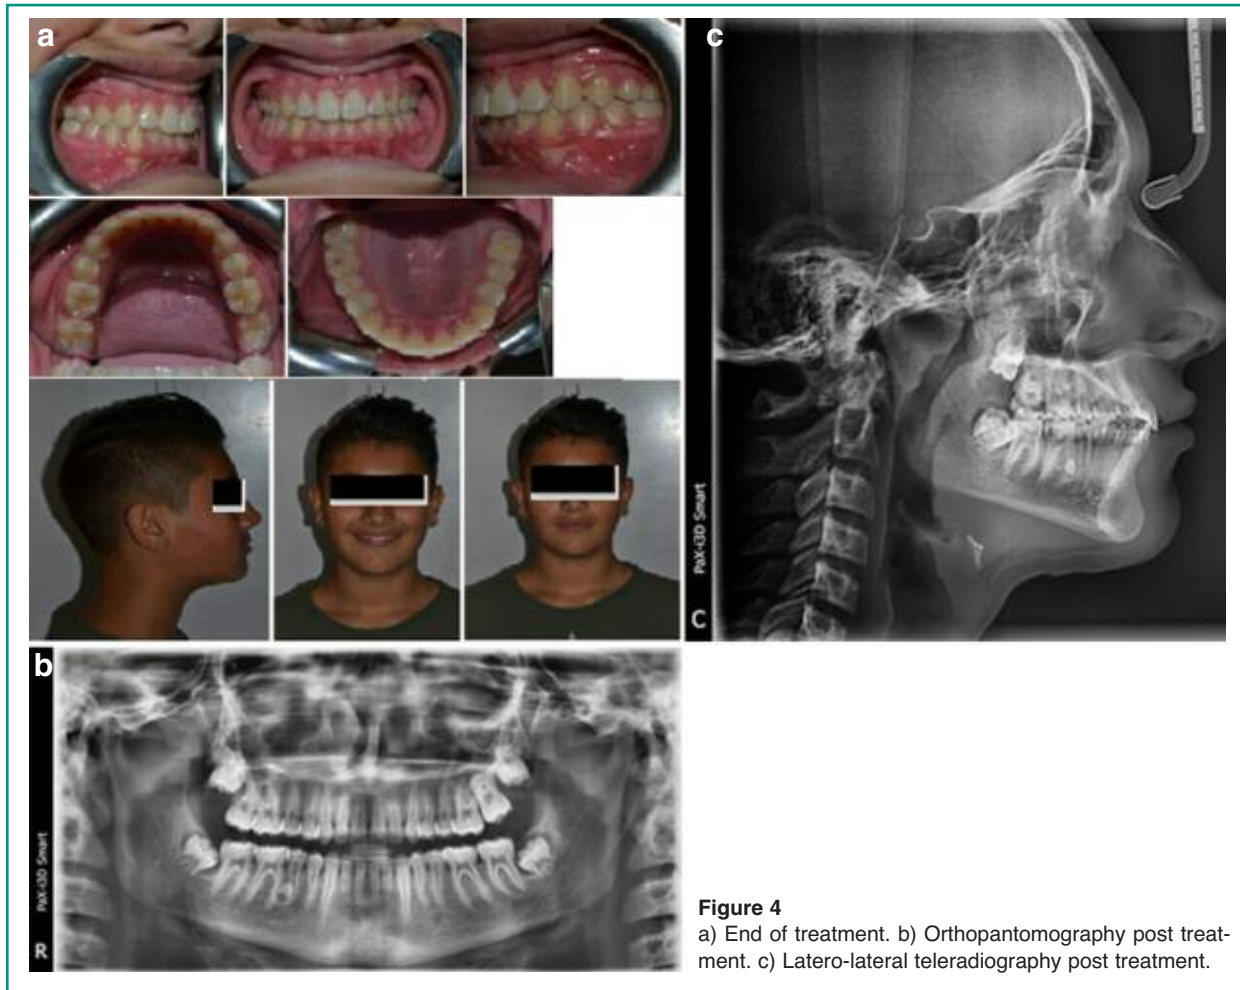 a
c
PaX-i3D Smart
C
b
PaX-i3D Smart
R
Figure 4
a) End of treatment. b) Orthopantomography post treat-
ment. c) Latero-lateral teleradiography post treatment.